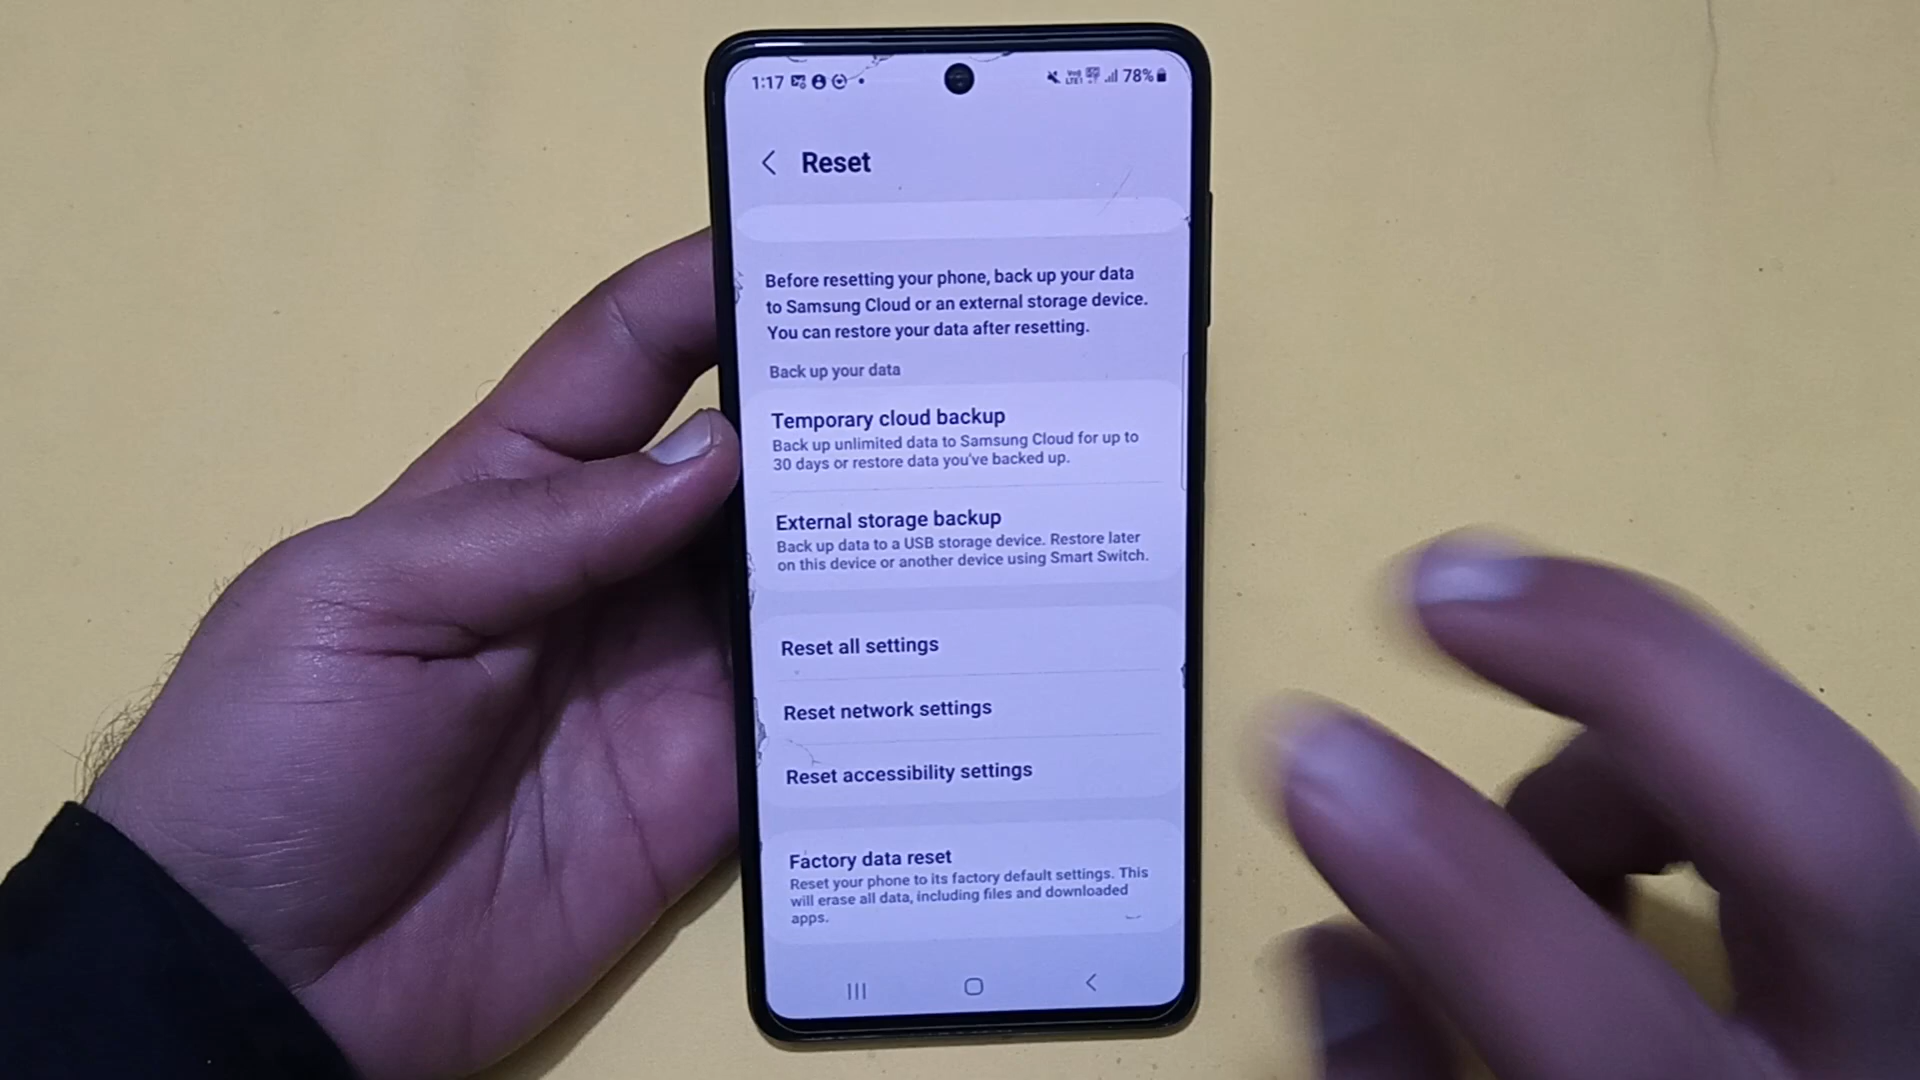 1:17
78%
Reset
Before resetting your phone, back up your data
to Samsung Cloud or an external storage device.
You can restore your data after resetting.
Back up your data
Temporary cloud backup
Back up unlimited data to Samsung Cloud for up to
30 days or restore data you've backed up.
External storage backup
Back up data to a USB storage device. Restore later
on this device or another device using Smart Switch.
Reset all settings
Reset network settings
Reset accessibility settings
Factory data reset
Reset your phone to its factory default settings. This
will erase all data, including files and downloaded
apps.